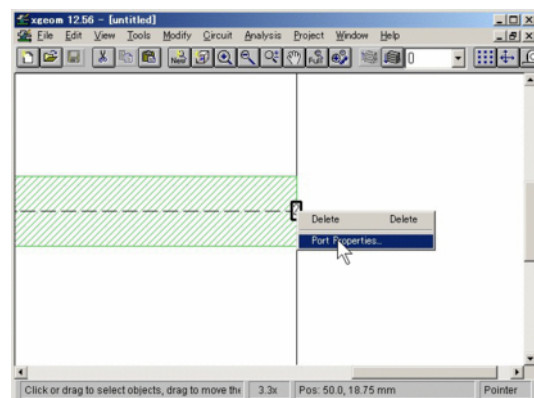 xgeom 12.56 - [untitled]
File Edit View Tools Modify Circuit Analysis Project Window Help
New Full 0
Delete Delete
Port Properties...
Click or drag to select objects, drag to move the 3.3x Pos: 50.0, 18.75 mm Pointer